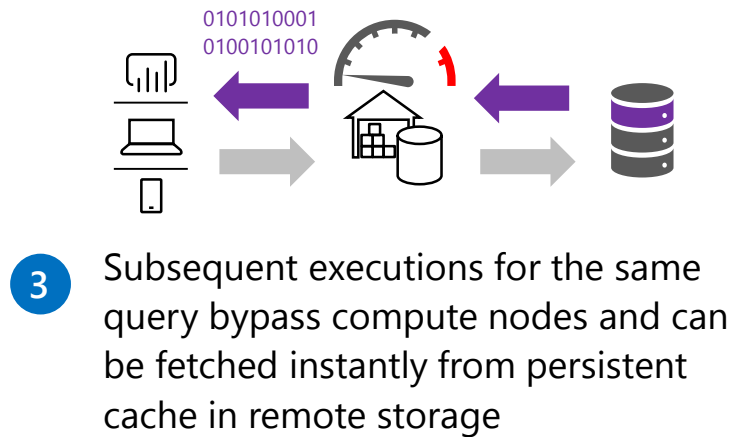 0101010001
0100101010
3
Subsequent executions for the same
query bypass compute nodes and can
be fetched instantly from persistent
cache in remote storage